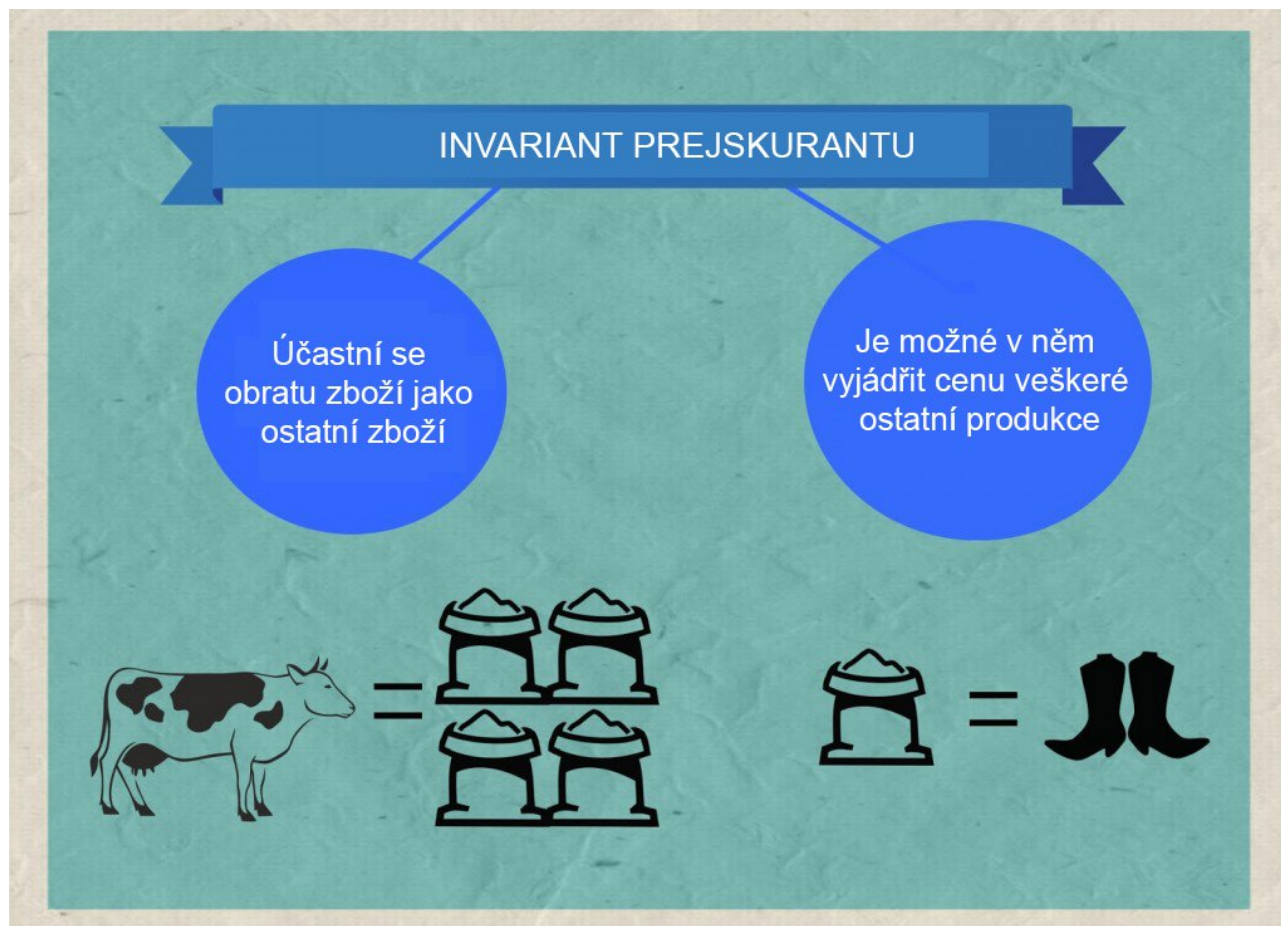 INVARIANT PREJSKURANTU
Účastní se
obratu zboží jako
ostatní zboží
Je možné v něm
vyjádřit cenu veškeré
ostatní produkce